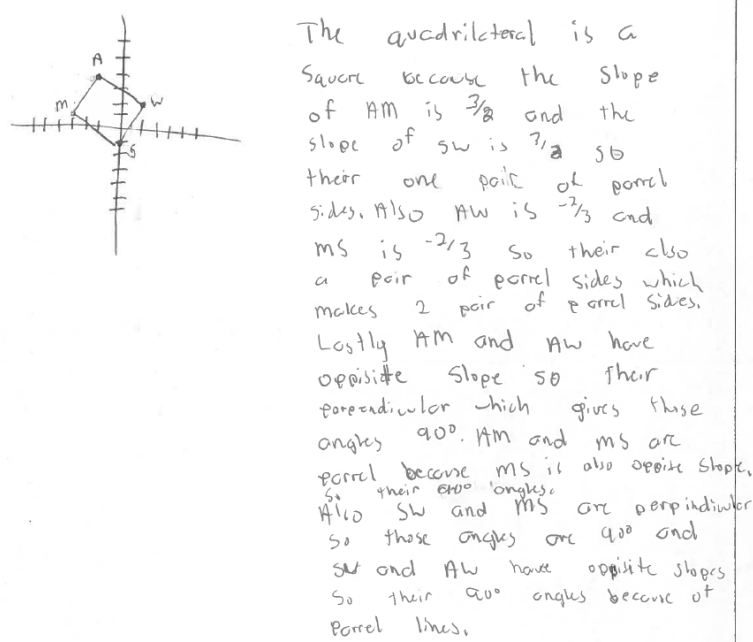 A
M
W
S
The quadrilateral is a
Square because the slope
of AM is 3/2 and the
slope of SW is 3/2 so
their one pair of parrel
sides. Also AW is -2/3 and
MS is -2/3 so their also
a pair of parrel sides which
makes 2 pair of parrel sides.
Lastly AM and AW have
oppisitte slope so their
perpendicular which gives those
angles 90°. AM and MS are
parrel because MS is also oppite slope.
So their angles.
Also SW and MS are perpindicular
so those angles are 90° and
SW and AW have oppisite slopes
so their 90° angles because of
parrel lines.